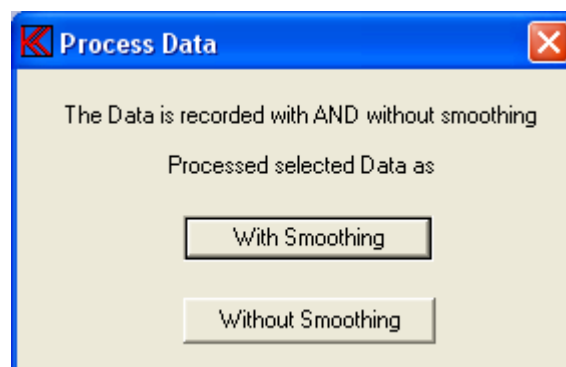 Process Data
The Data is recorded with AND without smoothing
Processed selected Data as
With Smoothing
Without Smoothing